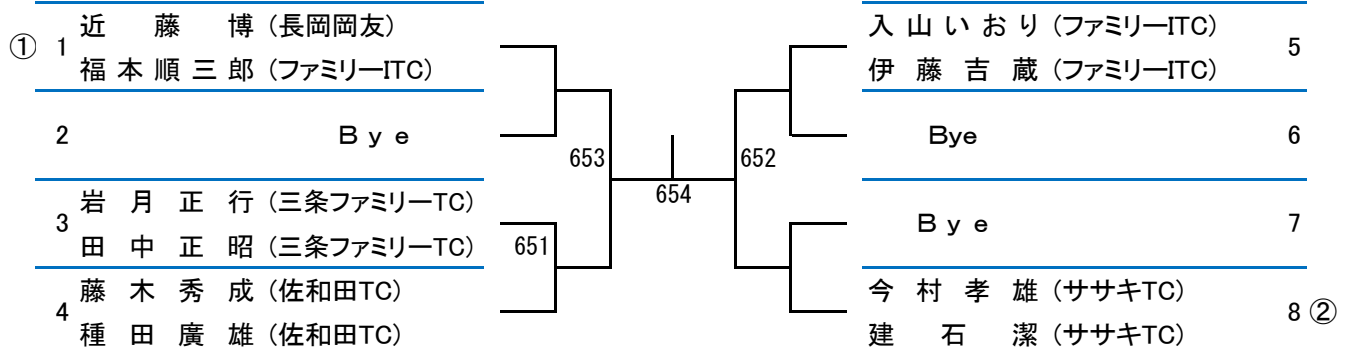 ① 1 近藤博 (長岡岡友)
福本順三郎 (ファミリーITC)
2 Bye
3 岩月正行 (三条ファミリーTC)
田中正昭 (三条ファミリーTC)
4 藤木秀成 (佐和田TC)
種田廣雄 (佐和田TC)
653
651
654
652
入山いおり (ファミリーITC) 5
伊藤吉蔵 (ファミリーITC)
Bye 6
Bye 7
今村孝雄 (ササキTC) 8 ②
建石潔 (ササキTC)